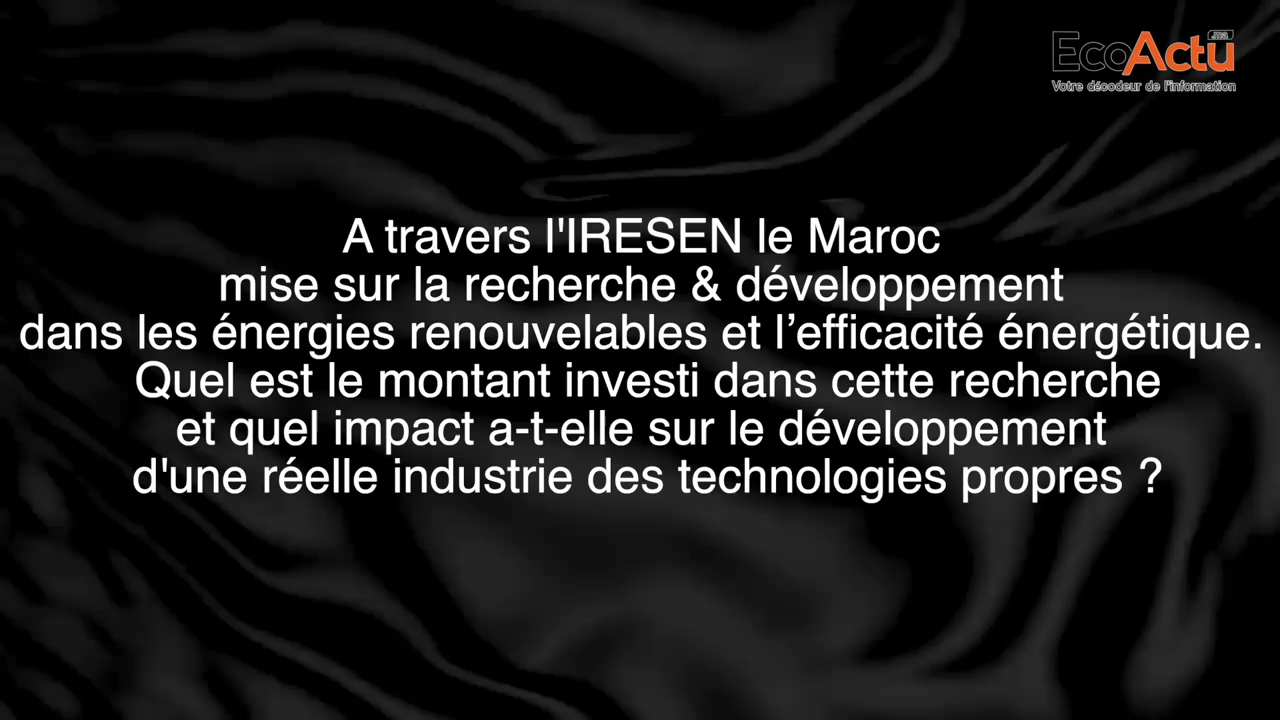 EcoActu
.ma
Votre décodeur de l'information
A travers l'IRESEN le Maroc
mise sur la recherche & développement
dans les énergies renouvelables et l’efficacité énergétique.
Quel est le montant investi dans cette recherche
et quel impact a-t-elle sur le développement
d'une réelle industrie des technologies propres ?